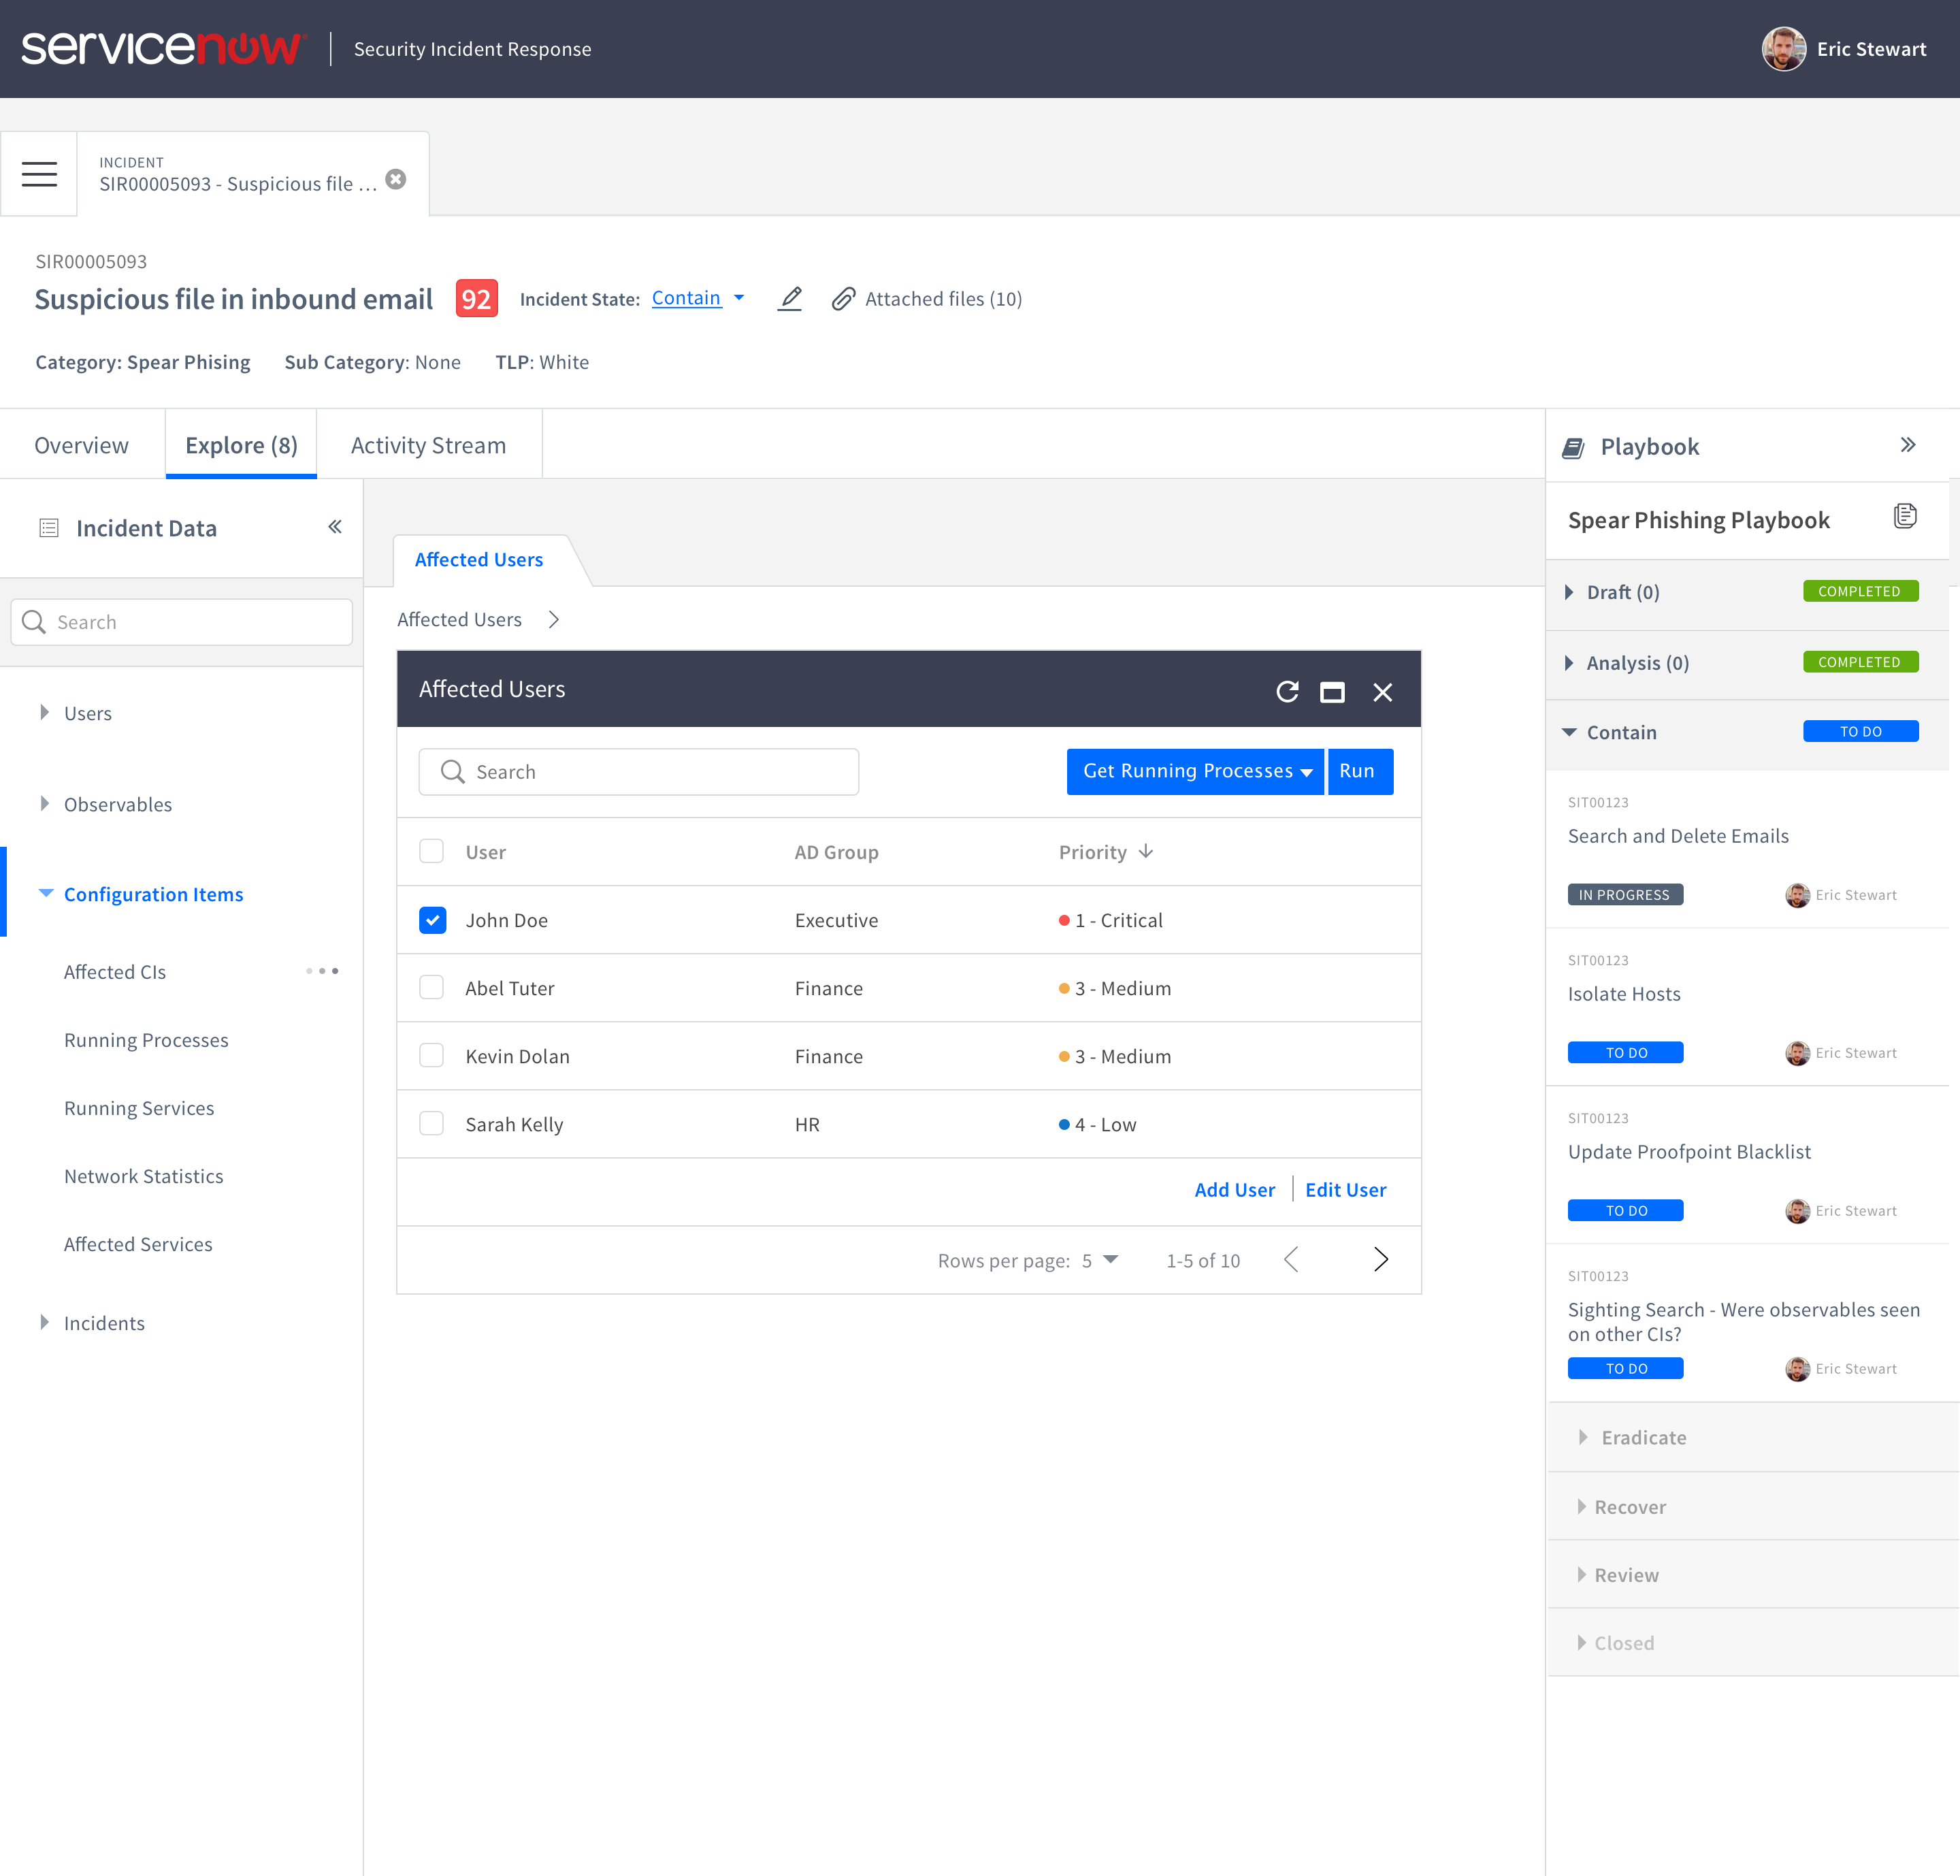 servicenow
Security Incident Response
Eric Stewart
INCIDENT
SIR00005093 - Suspicious file ...
SIR00005093
Suspicious file in inbound email
92
Incident State: Contain
Attached files (10)
Category: Spear Phising
Sub Category: None
TLP: White
Overview
Explore (8)
Activity Stream
Incident Data
Search
Users
Observables
Configuration Items
Affected CIs
Running Processes
Running Services
Network Statistics
Affected Services
Incidents
Affected Users
Affected Users
Affected Users
Search
Get Running Processes
Run
User AD Group Priority
John Doe Executive 1 - Critical
Abel Tuter Finance 3 - Medium
Kevin Dolan Finance 3 - Medium
Sarah Kelly HR 4 - Low
Add User
Edit User
Rows per page: 5
1-5 of 10
Playbook
Spear Phishing Playbook
Draft (0) COMPLETED
Analysis (0) COMPLETED
Contain TO DO
SIT00123
Search and Delete Emails
IN PROGRESS Eric Stewart
SIT00123
Isolate Hosts
TO DO Eric Stewart
SIT00123
Update Proofpoint Blacklist
TO DO Eric Stewart
SIT00123
Sighting Search - Were observables seen
on other CIs?
TO DO Eric Stewart
Eradicate
Recover
Review
Closed